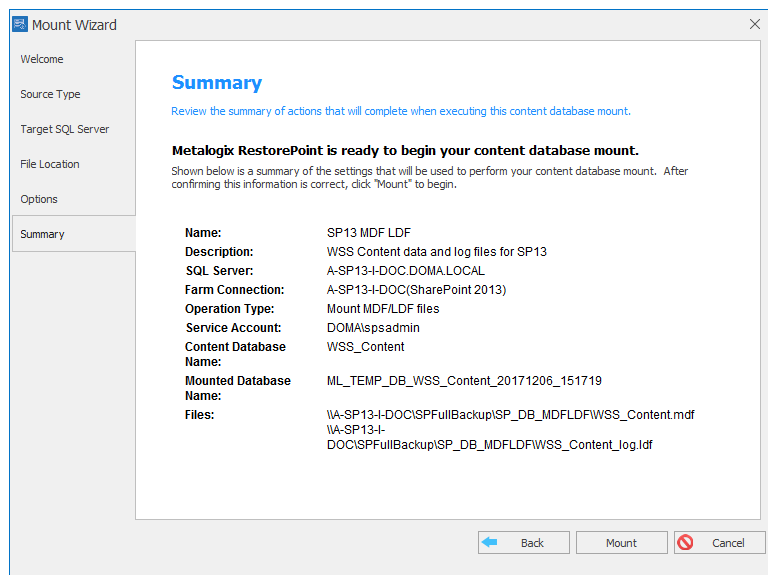 Mount Wizard
Welcome
Source Type
Target SQL Server
File Location
Options
Summary
Summary
Review the summary of actions that will complete when executing this content database mount.
Metalogix RestorePoint is ready to begin your content database mount.
Shown below is a summary of the settings that will be used to perform your content database mount.  After
confirming this information is correct, click "Mount" to begin.
Name: SP13 MDF LDF
Description: WSS Content data and log files for SP13
SQL Server: A-SP13-I-DOC.DOMA.LOCAL
Farm Connection: A-SP13-I-DOC(SharePoint 2013)
Operation Type: Mount MDF/LDF files
Service Account: DOMA\spsadmin
Content Database WSS_Content
Name:
Mounted Database ML_TEMP_DB_WSS_Content_20171206_151719
Name:
Files: \\A-SP13-I-DOC\SPFullBackup\SP_DB_MDFLDF\WSS_Content.mdf
\\A-SP13-I-
DOC\SPFullBackup\SP_DB_MDFLDF\WSS_Content_log.ldf
Back Mount Cancel